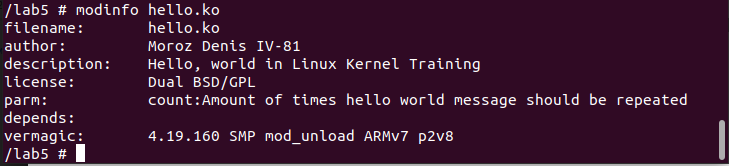 /lab5 # modinfo hello.ko
filename:       hello.ko
author:         Moroz Denis IV-81
description:    Hello, world in Linux Kernel Training
license:        Dual BSD/GPL
parm:           count:Amount of times hello world message should be repeated
depends:
vermagic:       4.19.160 SMP mod_unload ARMv7 p2v8
/lab5 #